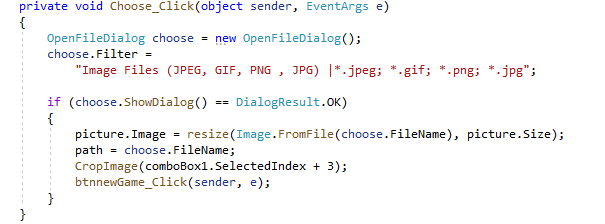 private void Choose_Click(object sender, EventArgs e)
{
OpenFileDialog choose = new OpenFileDialog();
choose.Filter =
"Image Files (JPEG, GIF, PNG , JPG) |*.jpeg; *.gif; *.png; *.jpg";
if (choose.ShowDialog() == DialogResult.OK)
{
picture.Image = resize(Image.FromFile(choose.FileName), picture.Size);
path = choose.FileName;
CropImage(comboBox1.SelectedIndex + 3);
btnnewGame_Click(sender, e);
}
}